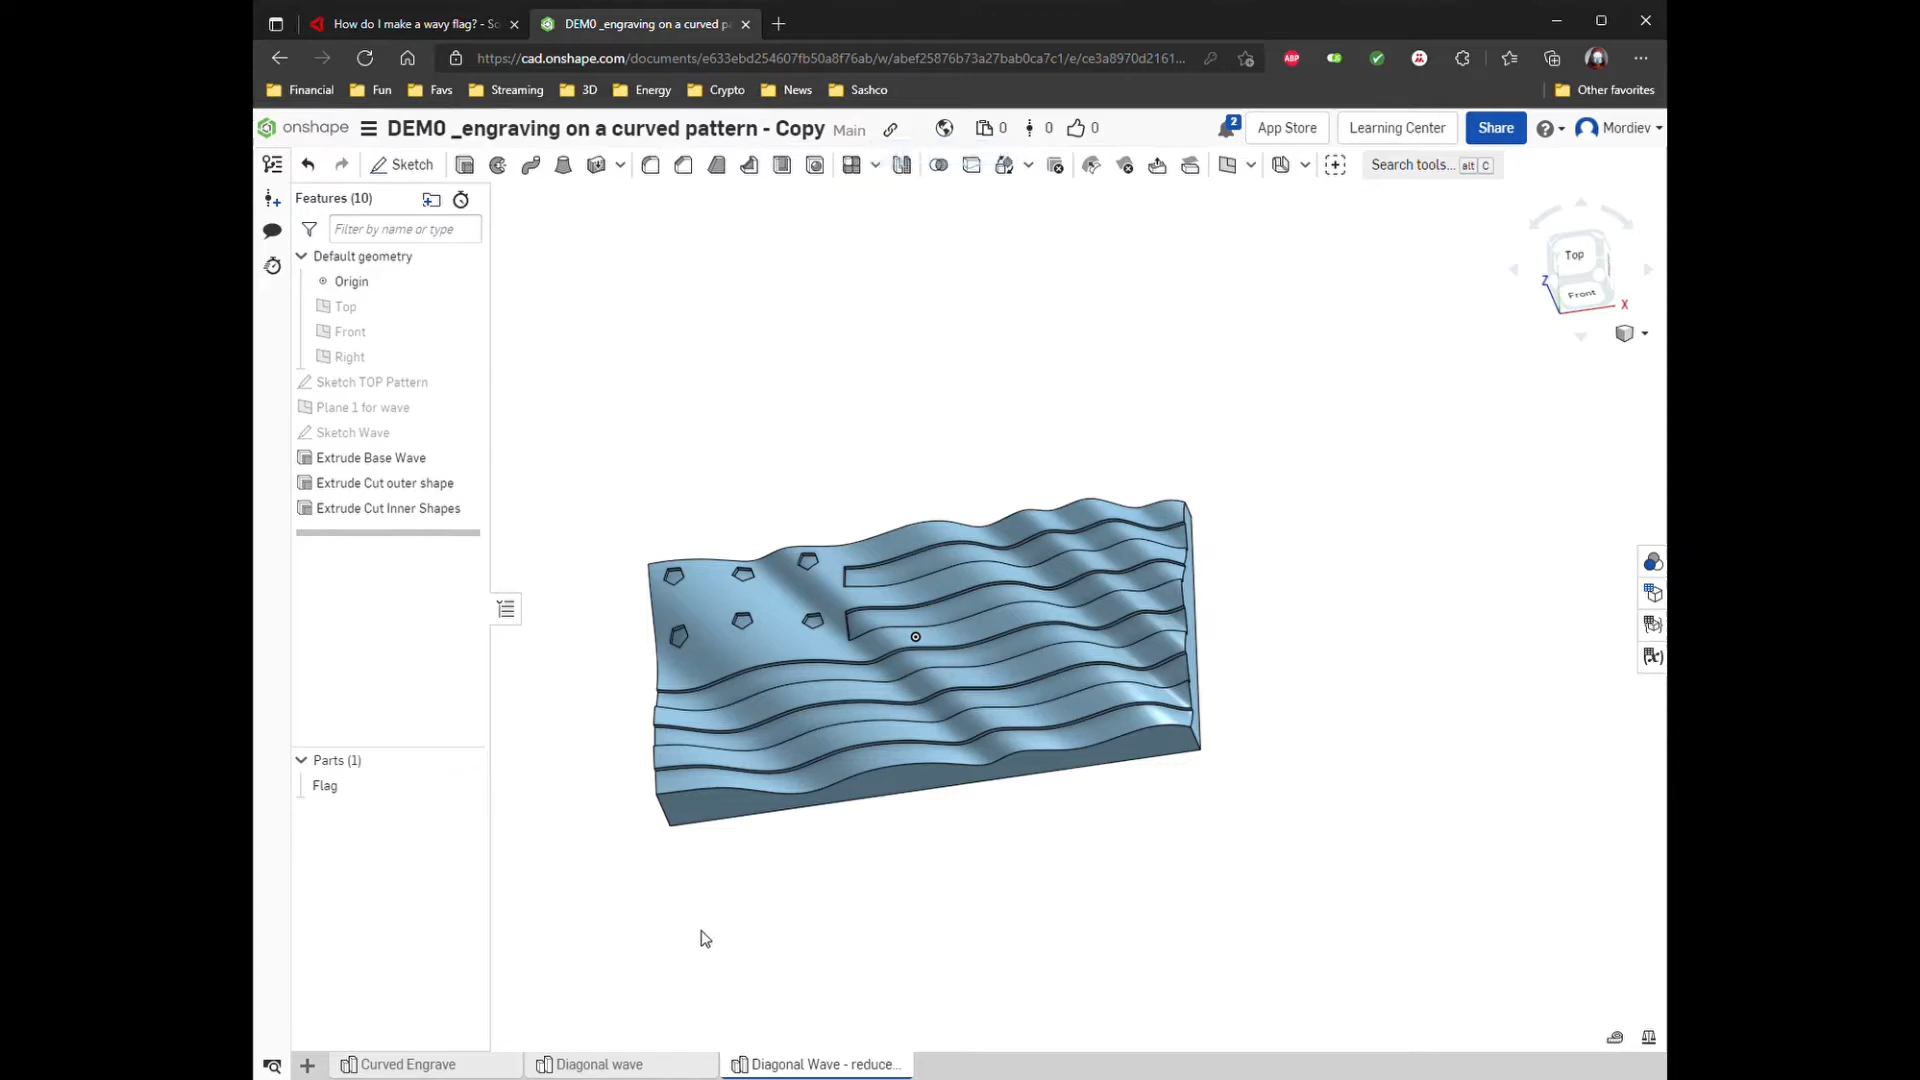 How do I make a wavy flag? - So
DEMO _engraving on a curved p
https://cad.onshape.com/documents/e633ebd254607fb50a8f76ab/w/abef25876b73a27bab0ca7c1/e/ce3a8970d2161...
ABP
Financial
Fun
Favs
Streaming
3D
Energy
Crypto
News
Sashco
Other favorites
onshape
DEMO _engraving on a curved pattern - Copy
Main
0
0
0
2
App Store
Learning Center
Share
Mordiev
Sketch
Search tools... alt C
Features (10)
Filter by name or type
Default geometry
Origin
Top
Front
Right
Sketch TOP Pattern
Plane 1 for wave
Sketch Wave
Extrude Base Wave
Extrude Cut outer shape
Extrude Cut Inner Shapes
Top
Front
Z
X
(x)
Parts (1)
Flag
Curved Engrave
Diagonal wave
Diagonal Wave - reduce...